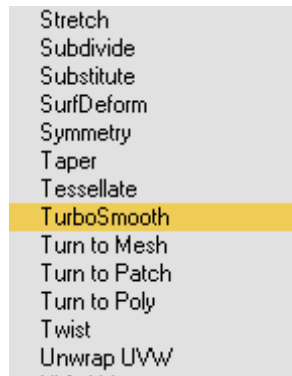 Stretch
Subdivide
Substitute
SurfDeform
Symmetry
Taper
Tessellate
TurboSmooth
Turn to Mesh
Turn to Patch
Turn to Poly
Twist
Unwrap UVW